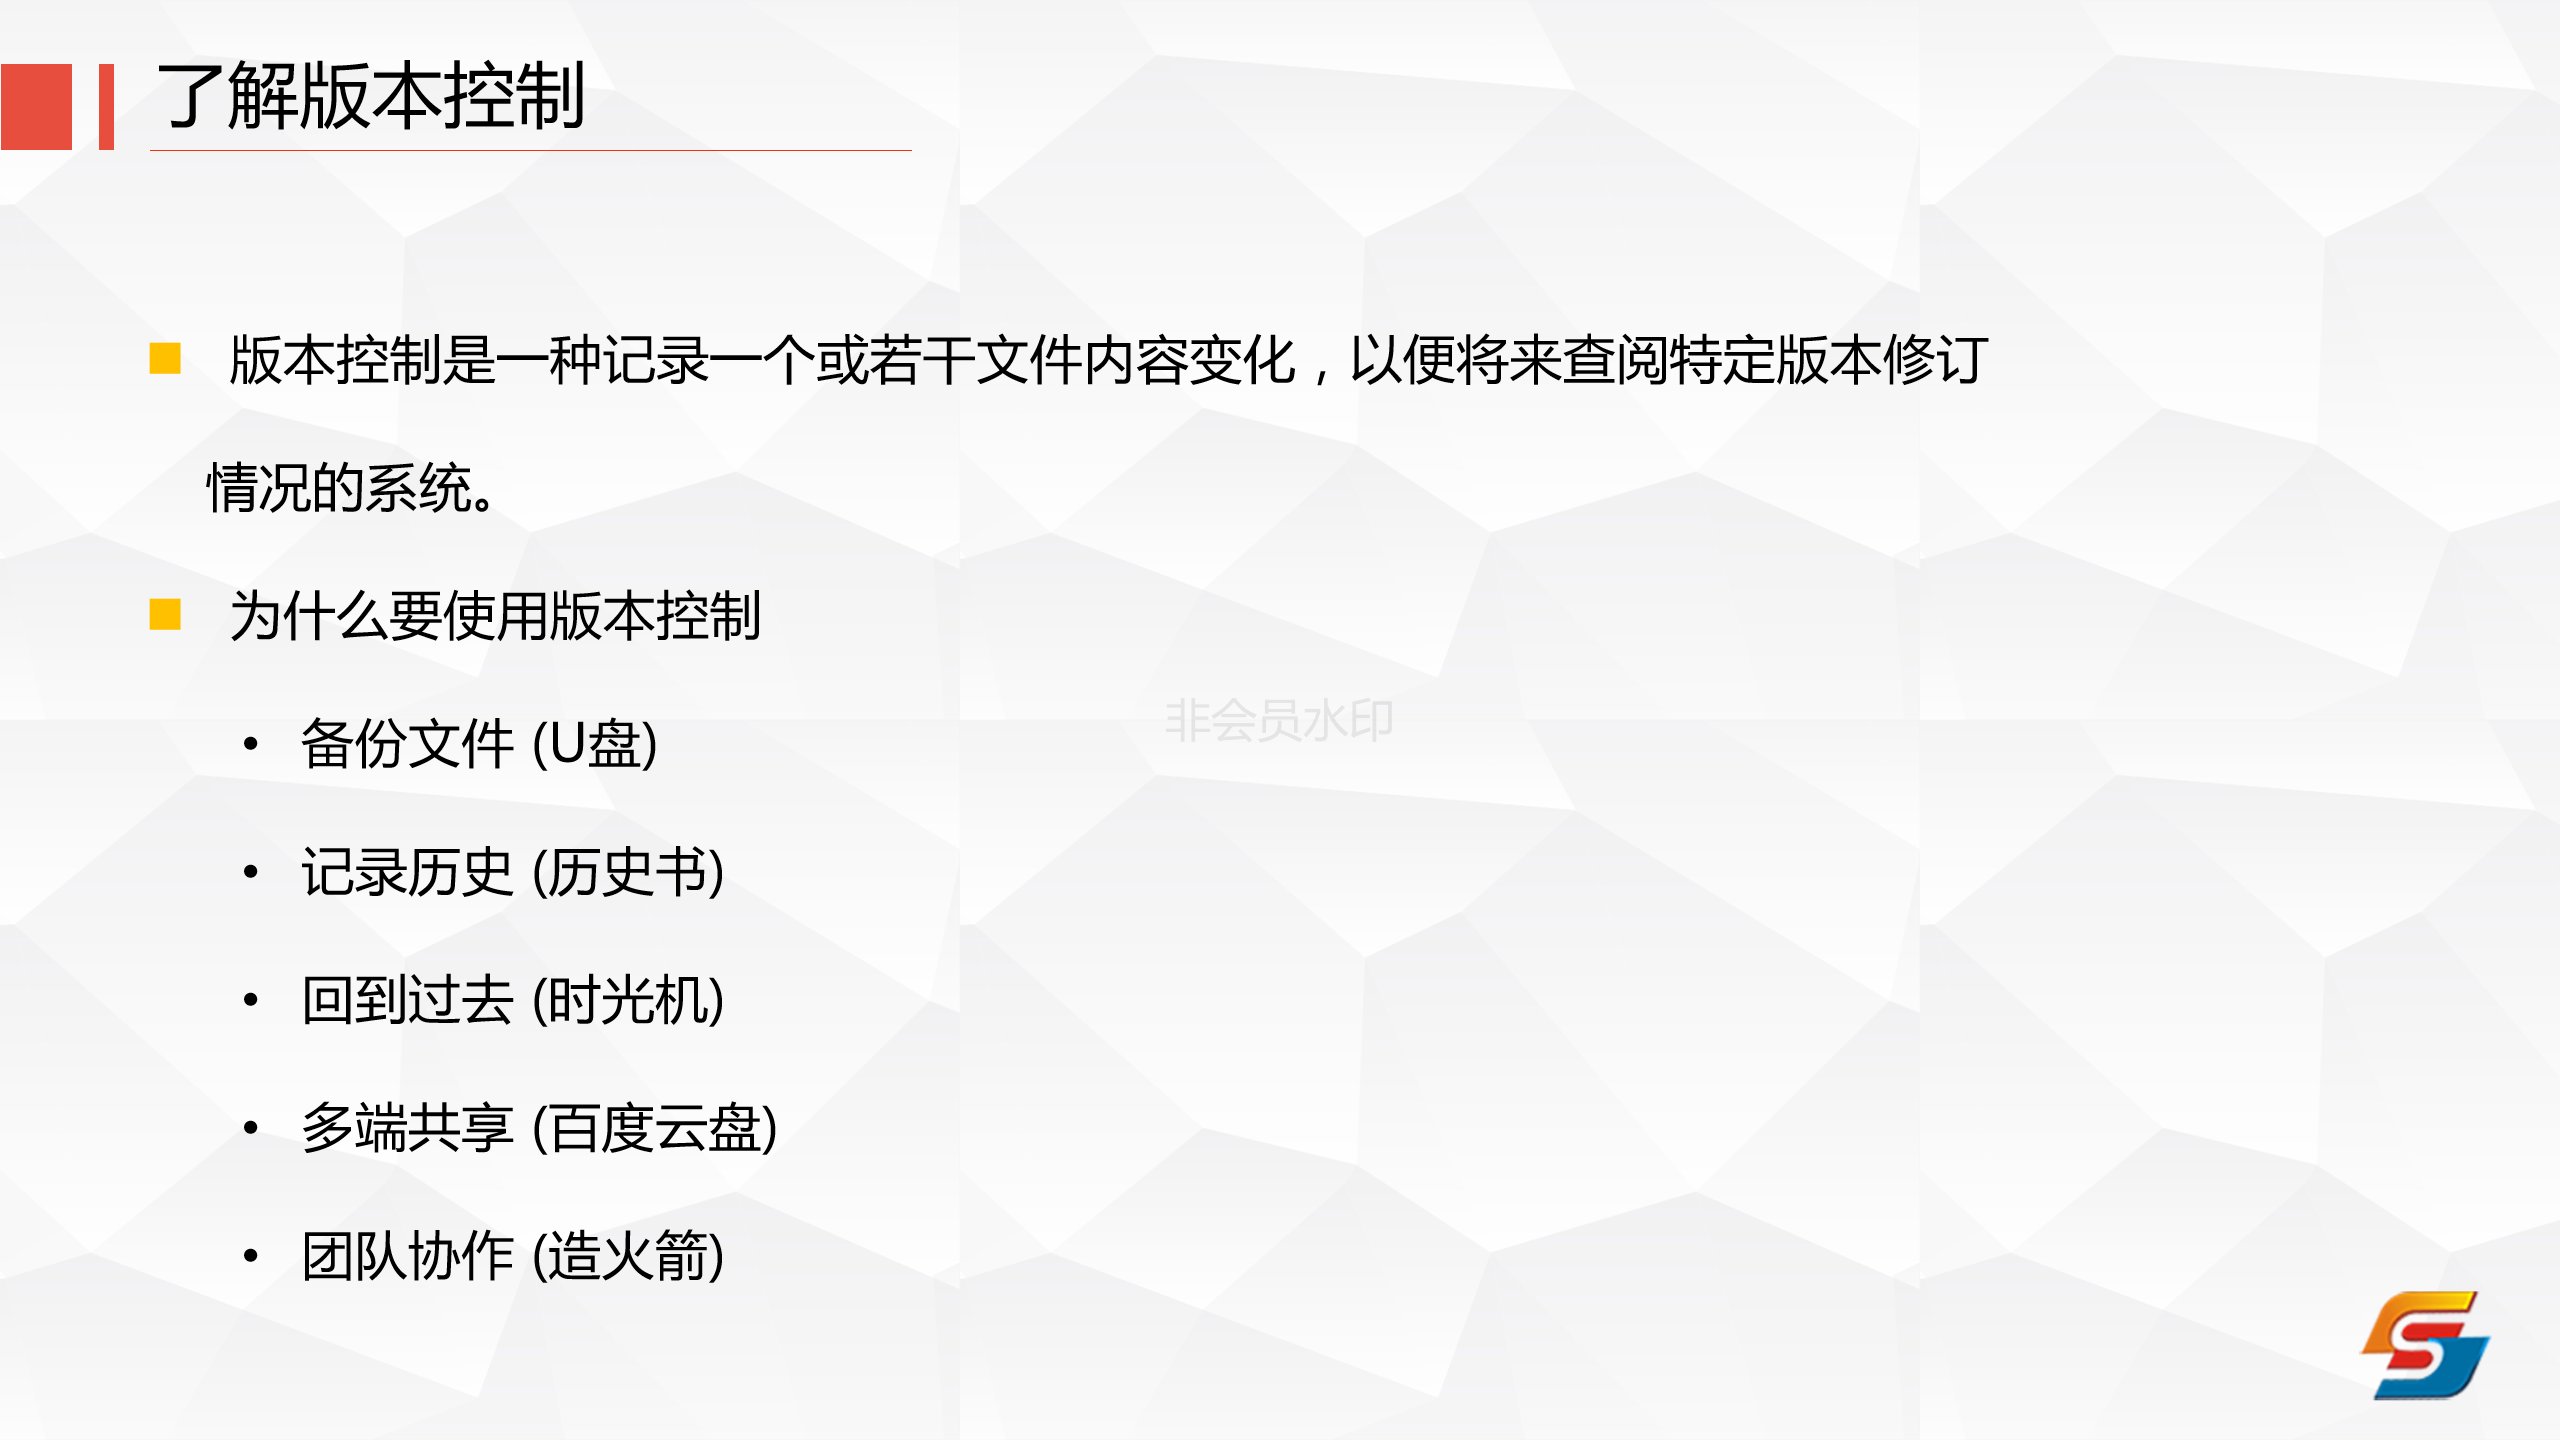 了解版本控制
版本控制是一种记录一个或若干文件内容变化，以便将来查阅特定版本修订
情况的系统。
为什么要使用版本控制
• 备份文件 (U盘)
非会员水印
• 记录历史 (历史书)
• 回到过去 (时光机)
• 多端共享 (百度云盘)
• 团队协作 (造火箭)